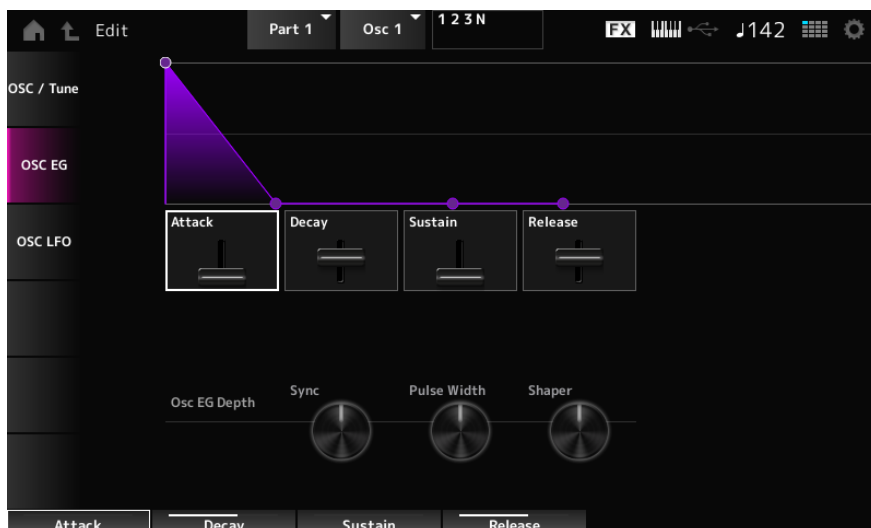 Edit
Part 1
Osc 1
1 2 3 N
FX
♩142
OSC / Tune
OSC EG
OSC LFO
Attack
Decay
Sustain
Release
Osc EG Depth
Sync
Pulse Width
Shaper
Attack
Decay
Sustain
Release